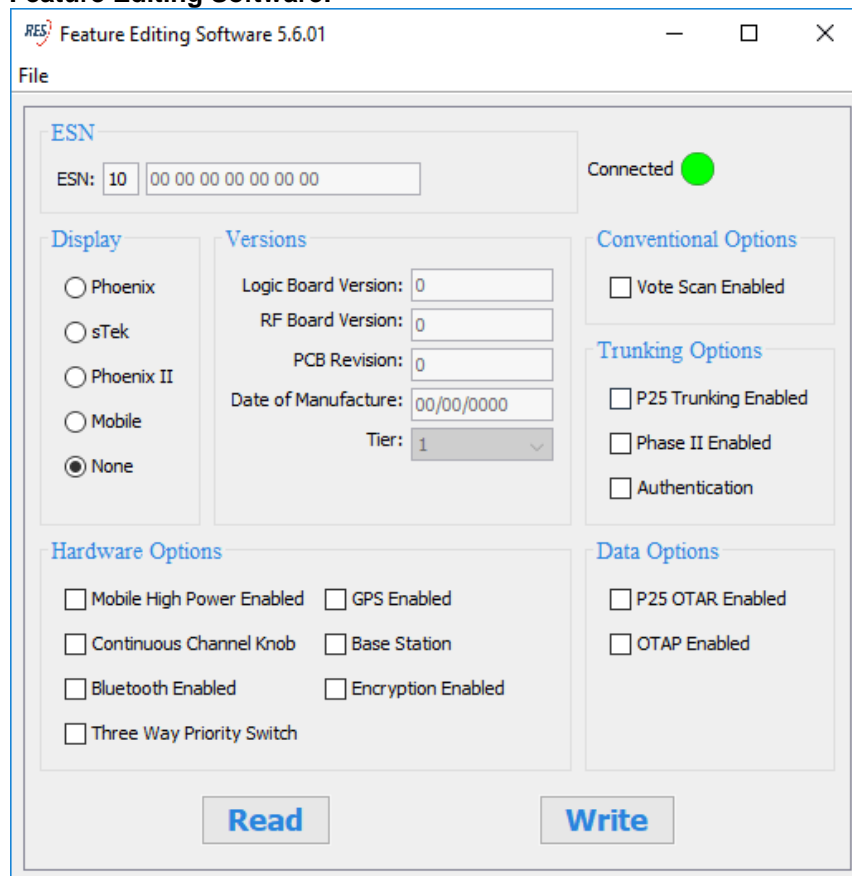 Feature Editing Software:
RES Feature Editing Software 5.6.01
File
ESN
ESN: 10 00 00 00 00 00 00 00
Connected
Display
Phoenix
sTek
Phoenix II
Mobile
None
Versions
Logic Board Version: 0
RF Board Version: 0
PCB Revision: 0
Date of Manufacture: 00/00/0000
Tier: 1
Conventional Options
Vote Scan Enabled
Trunking Options
P25 Trunking Enabled
Phase II Enabled
Authentication
Hardware Options
Mobile High Power Enabled
GPS Enabled
Continuous Channel Knob
Base Station
Bluetooth Enabled
Encryption Enabled
Three Way Priority Switch
Data Options
P25 OTAR Enabled
OTAP Enabled
Read
Write